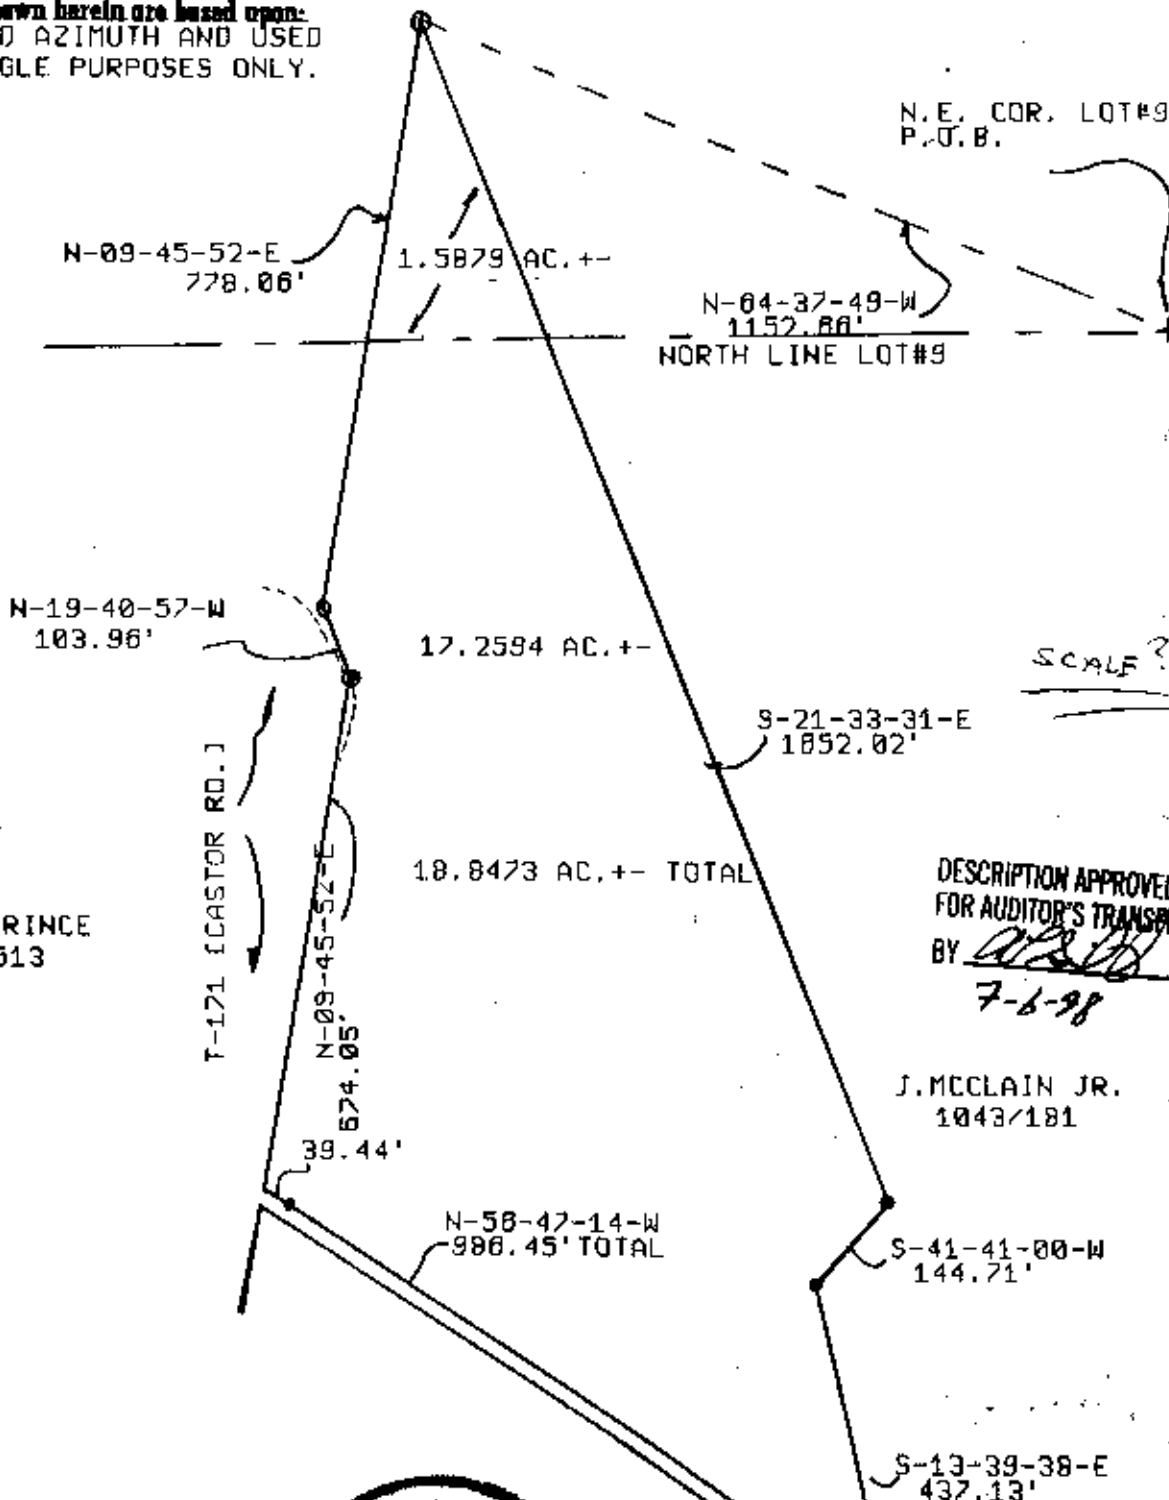 own herein are based upon:
D AZIMUTH AND USED
GLE PURPOSES ONLY.
N.E. COR. LOT#9
P.O.B.
N-09-45-52-E
778.06'
1.5879 AC.+-
N-64-37-49-W
1152.66'
NORTH LINE LOT#9
N-19-40-57-W
103.96'
17.2594 AC.+-
SCALE?
S-21-33-31-E
1852.02'
T-171 [CASTOR RD.]
N-09-45-52-E
674.05'
18.8473 AC.+- TOTAL
DESCRIPTION APPROVED
FOR AUDITOR'S
BY
7-6-98
RINCE
513
J.MCCLAIN JR.
1043/181
39.44'
N-56-47-14-W
986.45' TOTAL
S-41-41-00-W
144.71'
S-13-39-38-E
437.13'